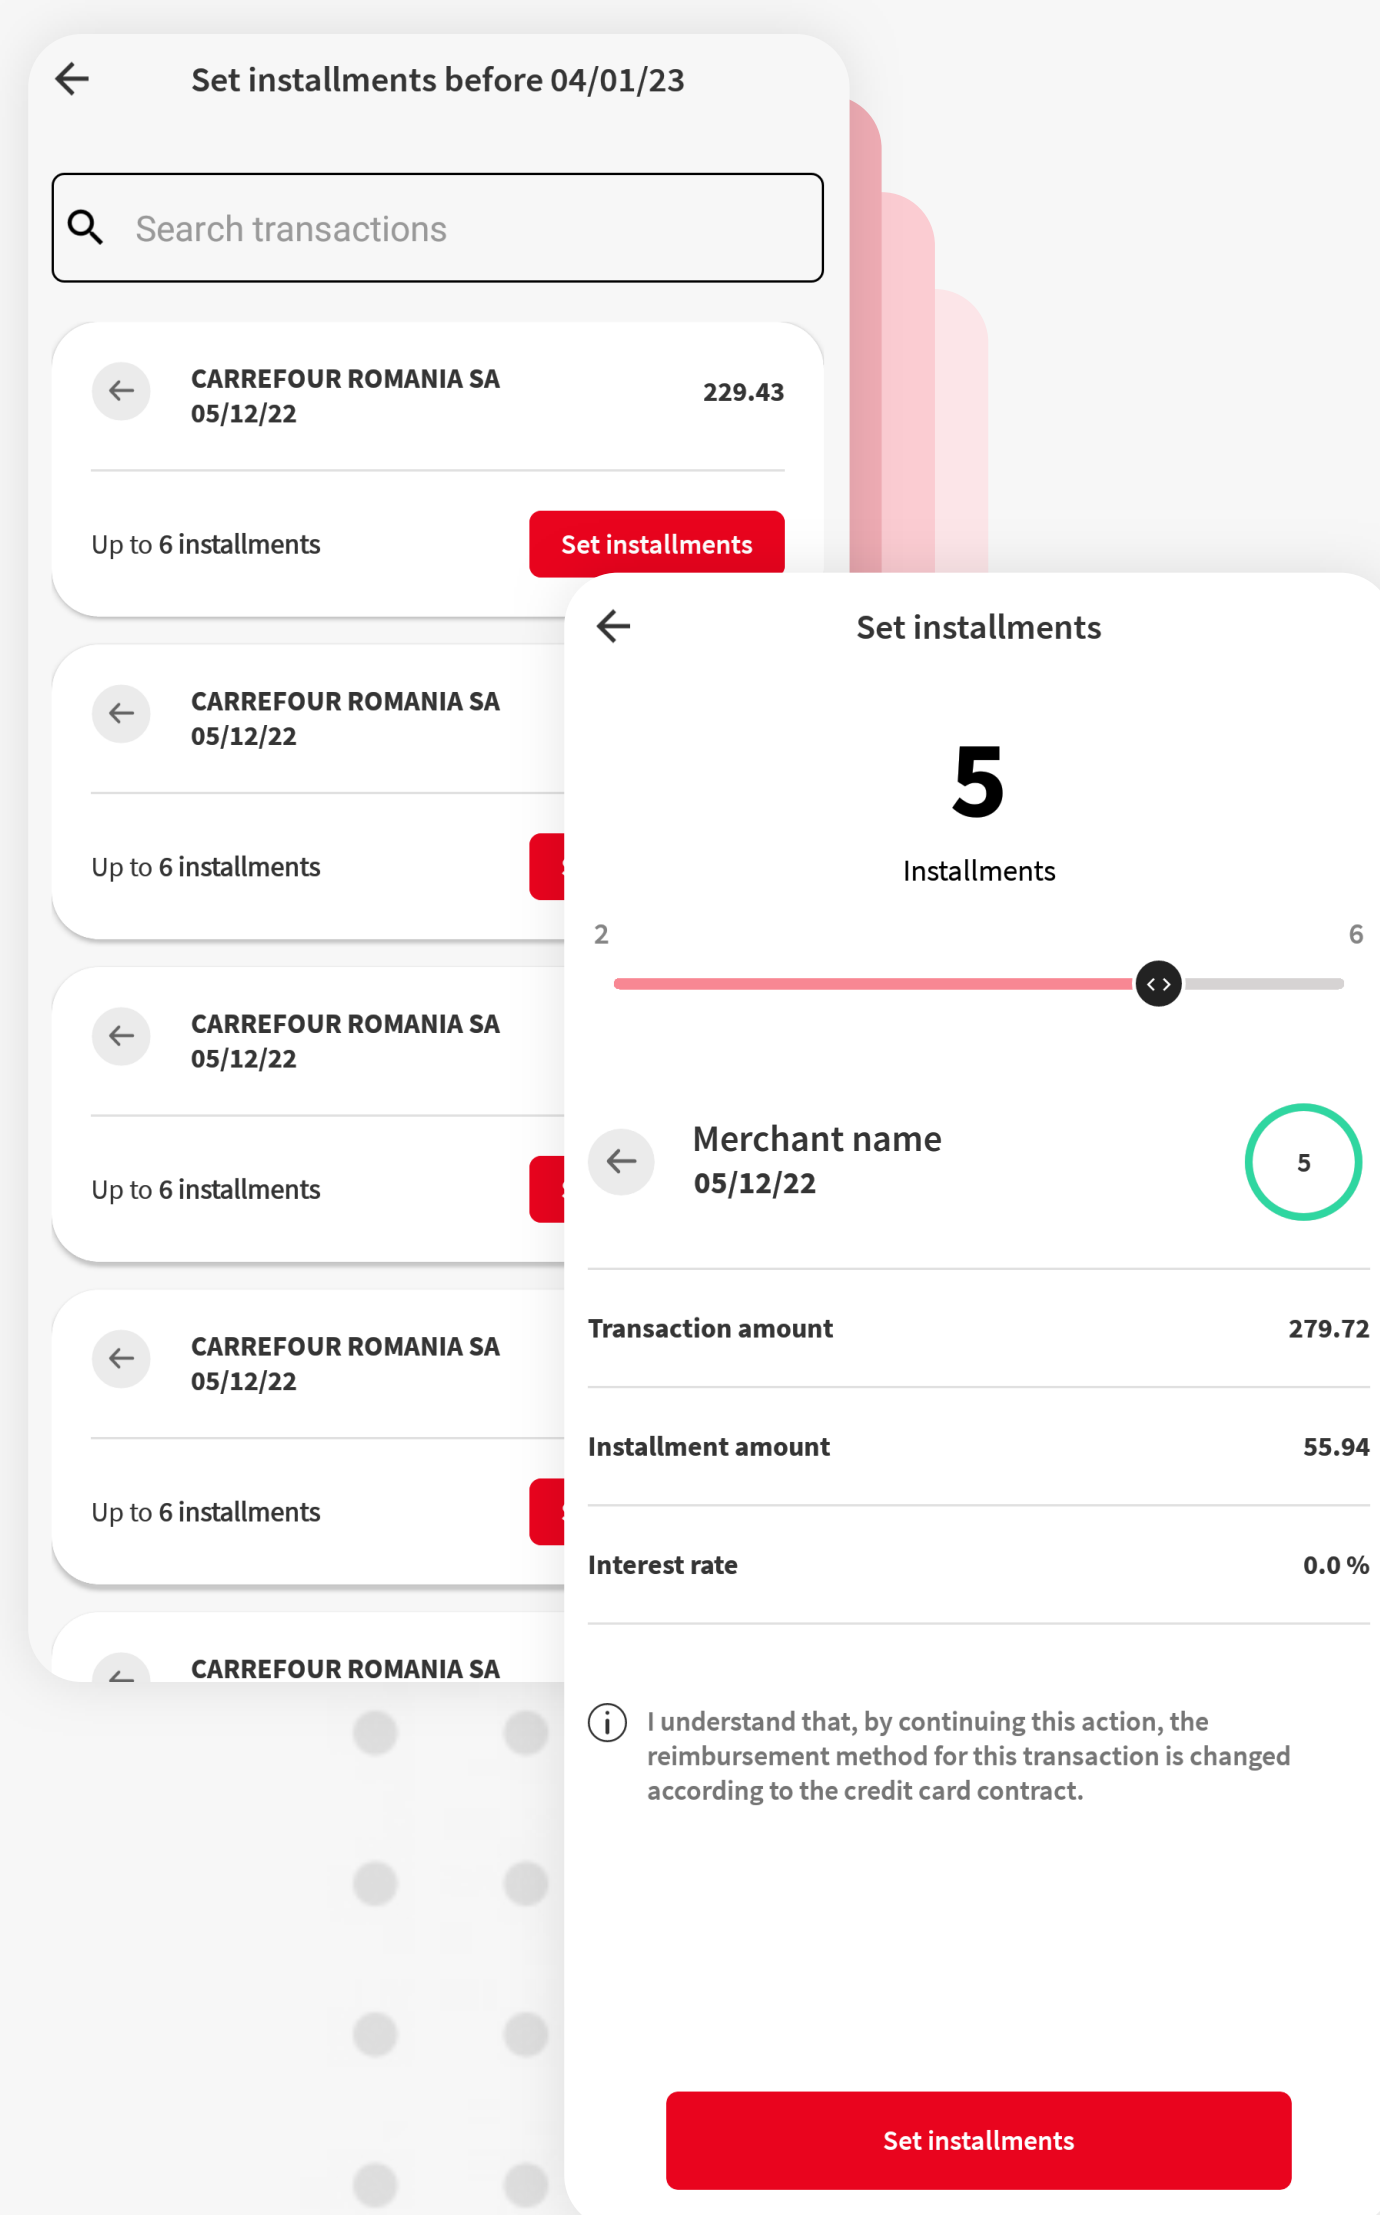 Set installments before 04/01/23
Search transactions
CARREFOUR ROMANIA SA
05/12/22
229.43
Up to 6 installments
Set installments
CARREFOUR ROMANIA SA
05/12/22
Up to 6 installments
CARREFOUR ROMANIA SA
05/12/22
Up to 6 installments
CARREFOUR ROMANIA SA
05/12/22
Up to 6 installments
CARREFOUR ROMANIA SA
Set installments
5
Installments
2
6
Merchant name
05/12/22
5
Transaction amount
279.72
Installment amount
55.94
Interest rate
0.0 %
I understand that, by continuing this action, the
reimbursement method for this transaction is changed
according to the credit card contract.
Set installments